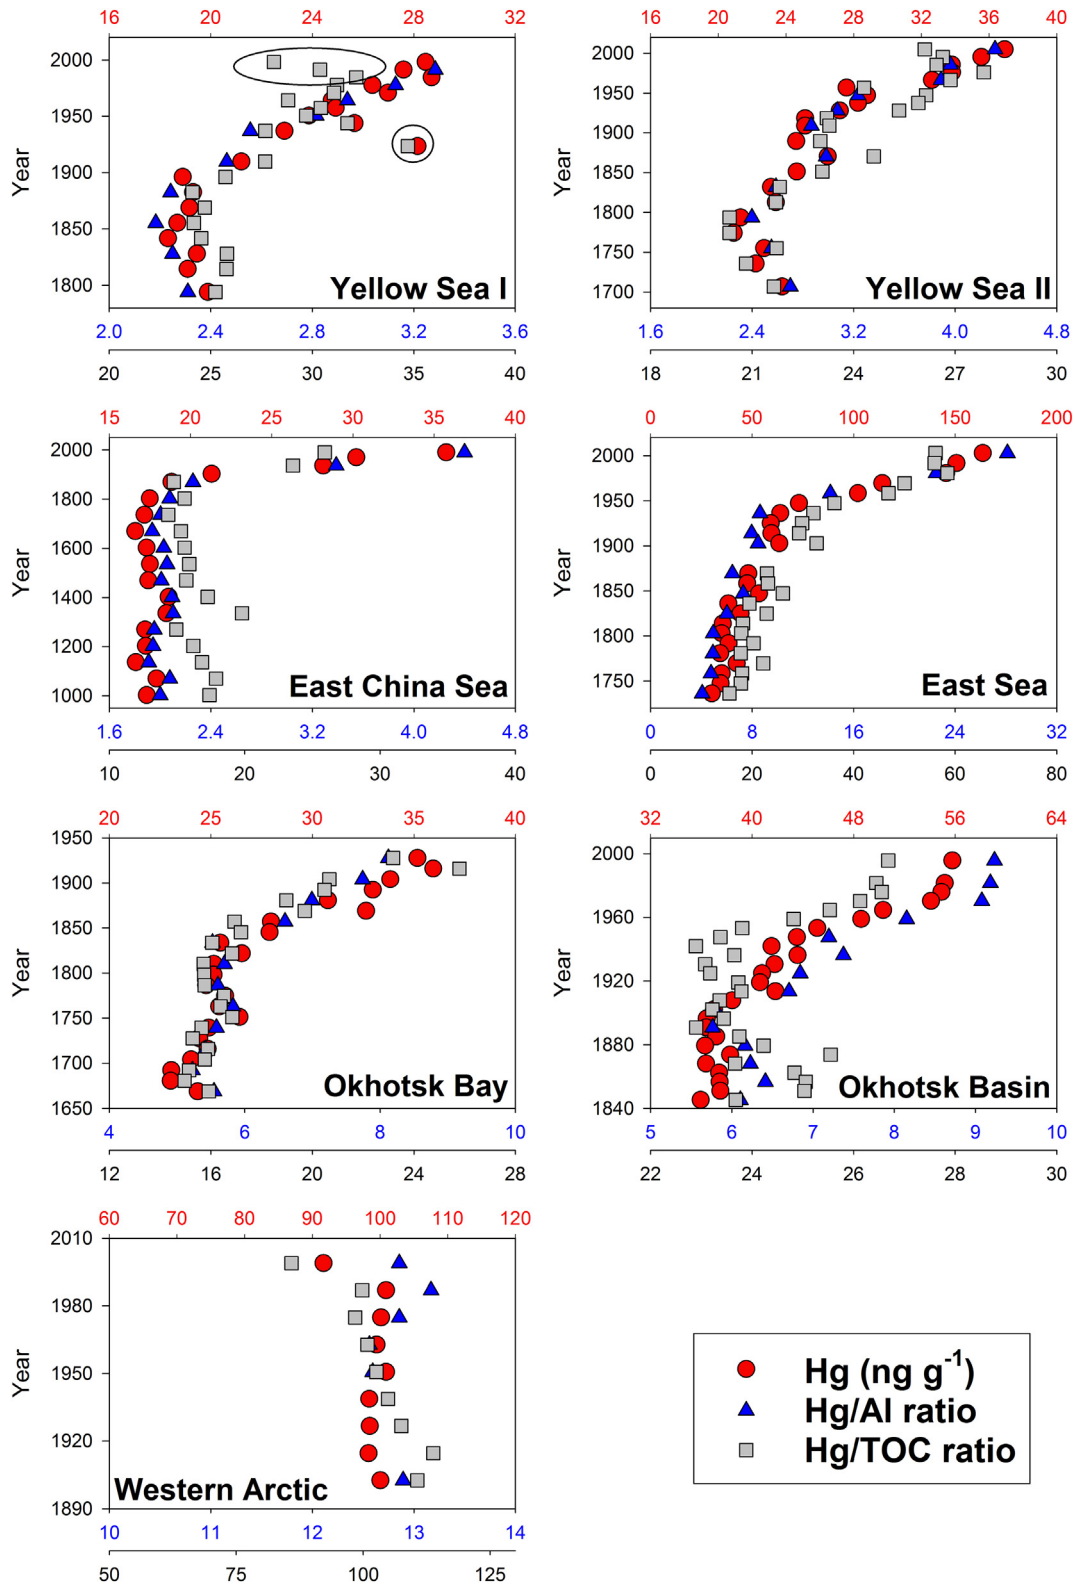 16 20 24 28 32
2000
1950
1900
1850
1800
Year
Yellow Sea I
2.0 2.4 2.8 3.2 3.6
20 25 30 35 40
20 25 30 35 40
2000
1950
1900
1850
1800
1750
1700
Year
Yellow Sea II
1.6 2.4 3.2 4.0 4.8
18 21 24 27 30
15 20 25 30 35 40
2000
1800
1600
1400
1200
1000
Year
East China Sea
1.6 2.4 3.2 4.0 4.8
10 20 30 40
0 50 100 150 200
2000
1950
1900
1850
1800
1750
Year
East Sea
0 8 16 24 32
0 20 40 60 80
20 25 30 35 40
1950
1900
1850
1800
1750
1700
1650
Year
Okhotsk Bay
4 6 8 10
12 16 20 24 28
32 40 48 56 64
2000
1960
1920
1880
1840
Year
Okhotsk Basin
5 6 7 8 9 10
22 24 26 28 30
60 70 80 90 100 110 120
2010
1980
1950
1920
1890
Year
Western Arctic
10 11 12 13 14
50 75 100 125
Hg (ng g⁻¹)
Hg/Al ratio
Hg/TOC ratio